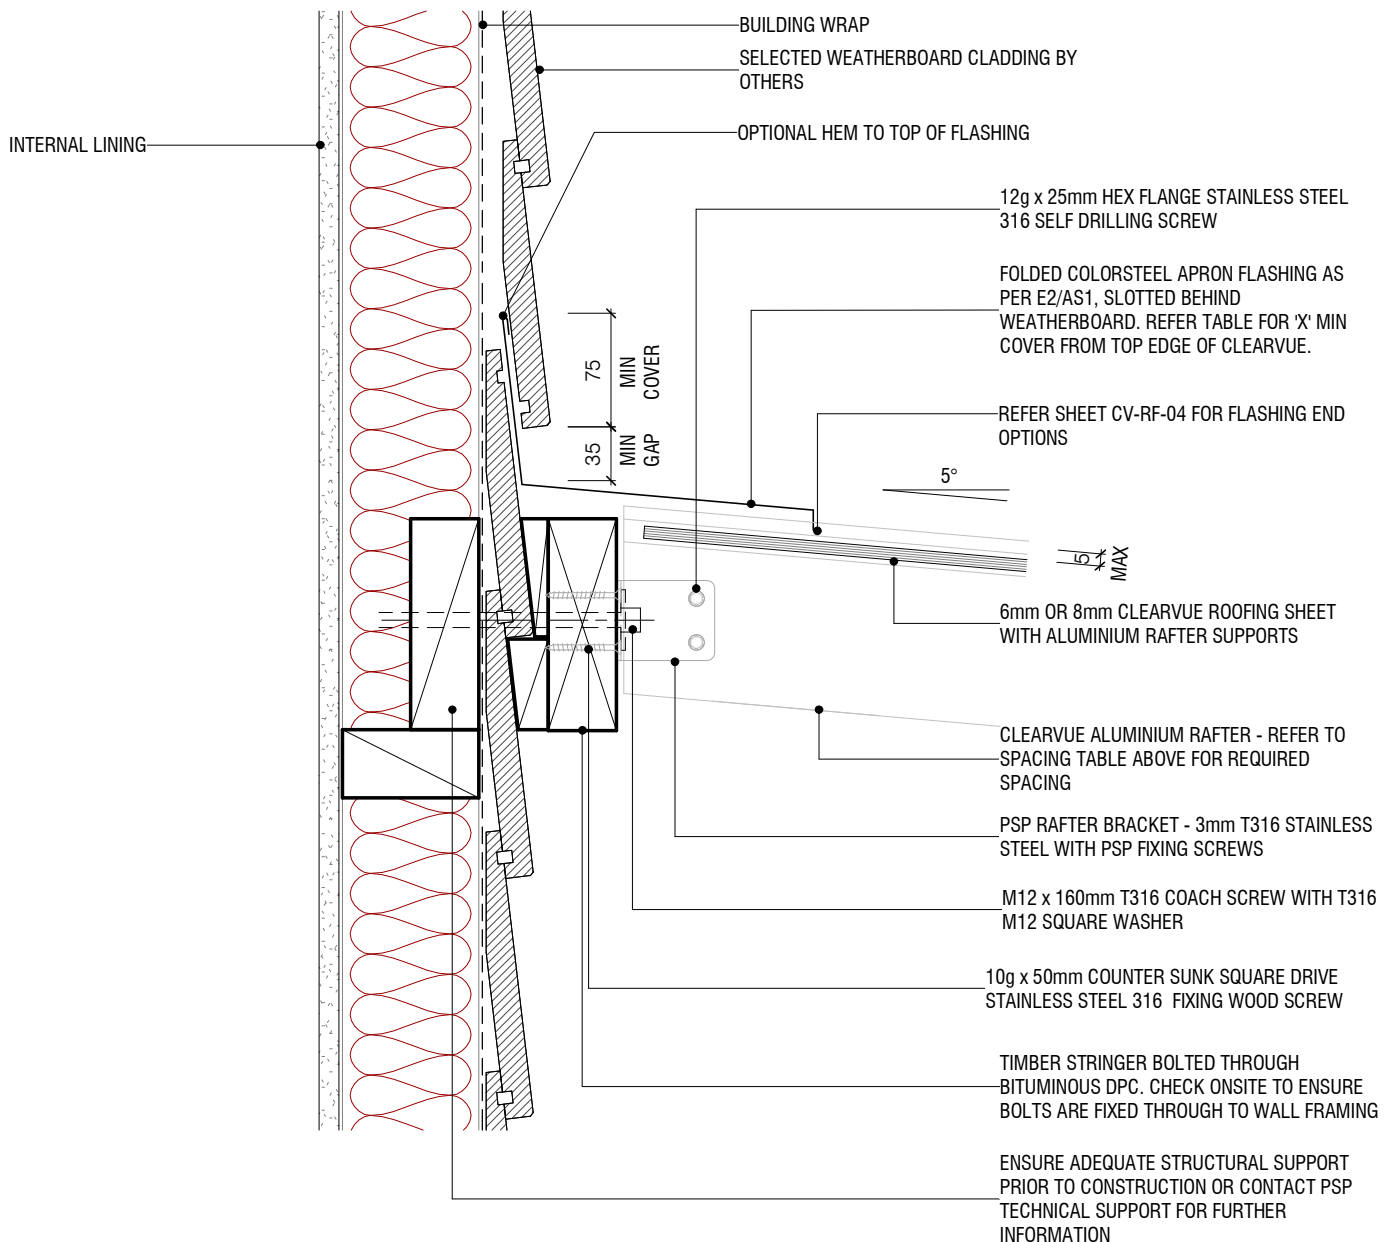 BUILDING WRAP
SELECTED WEATHERBOARD CLADDING BY
OTHERS
OPTIONAL HEM TO TOP OF FLASHING
INTERNAL LINING
12g x 25mm HEX FLANGE STAINLESS STEEL
316 SELF DRILLING SCREW
FOLDED COLORSTEEL APRON FLASHING AS
PER E2/AS1, SLOTTED BEHIND
WEATHERBOARD. REFER TABLE FOR 'X' MIN
COVER FROM TOP EDGE OF CLEARVUE.
75
MIN
COVER
35
MIN
GAP
REFER SHEET CV-RF-04 FOR FLASHING END
OPTIONS
5°
5
MAX
6mm OR 8mm CLEARVUE ROOFING SHEET
WITH ALUMINIUM RAFTER SUPPORTS
CLEARVUE ALUMINIUM RAFTER - REFER TO
SPACING TABLE ABOVE FOR REQUIRED
SPACING
PSP RAFTER BRACKET - 3mm T316 STAINLESS
STEEL WITH PSP FIXING SCREWS
M12 x 160mm T316 COACH SCREW WITH T316
M12 SQUARE WASHER
10g x 50mm COUNTER SUNK SQUARE DRIVE
STAINLESS STEEL 316 FIXING WOOD SCREW
TIMBER STRINGER BOLTED THROUGH
BITUMINOUS DPC. CHECK ONSITE TO ENSURE
BOLTS ARE FIXED THROUGH TO WALL FRAMING
ENSURE ADEQUATE STRUCTURAL SUPPORT
PRIOR TO CONSTRUCTION OR CONTACT PSP
TECHNICAL SUPPORT FOR FURTHER
INFORMATION